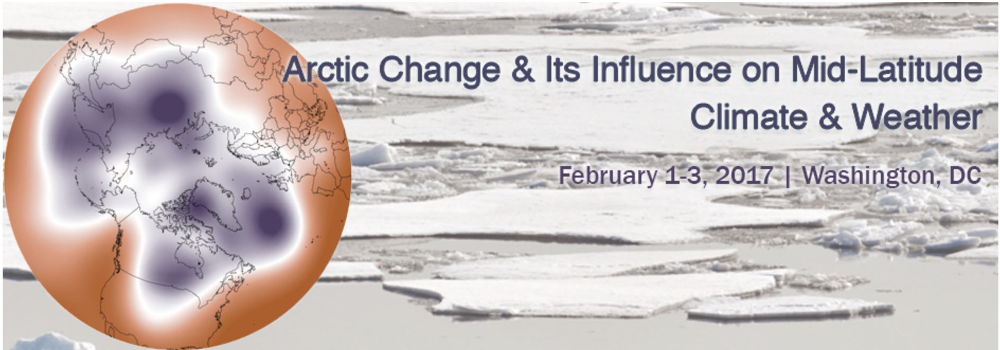 Arctic Change & Its Influence on Mid-Latitude
Climate & Weather
February 1-3, 2017 | Washington, DC